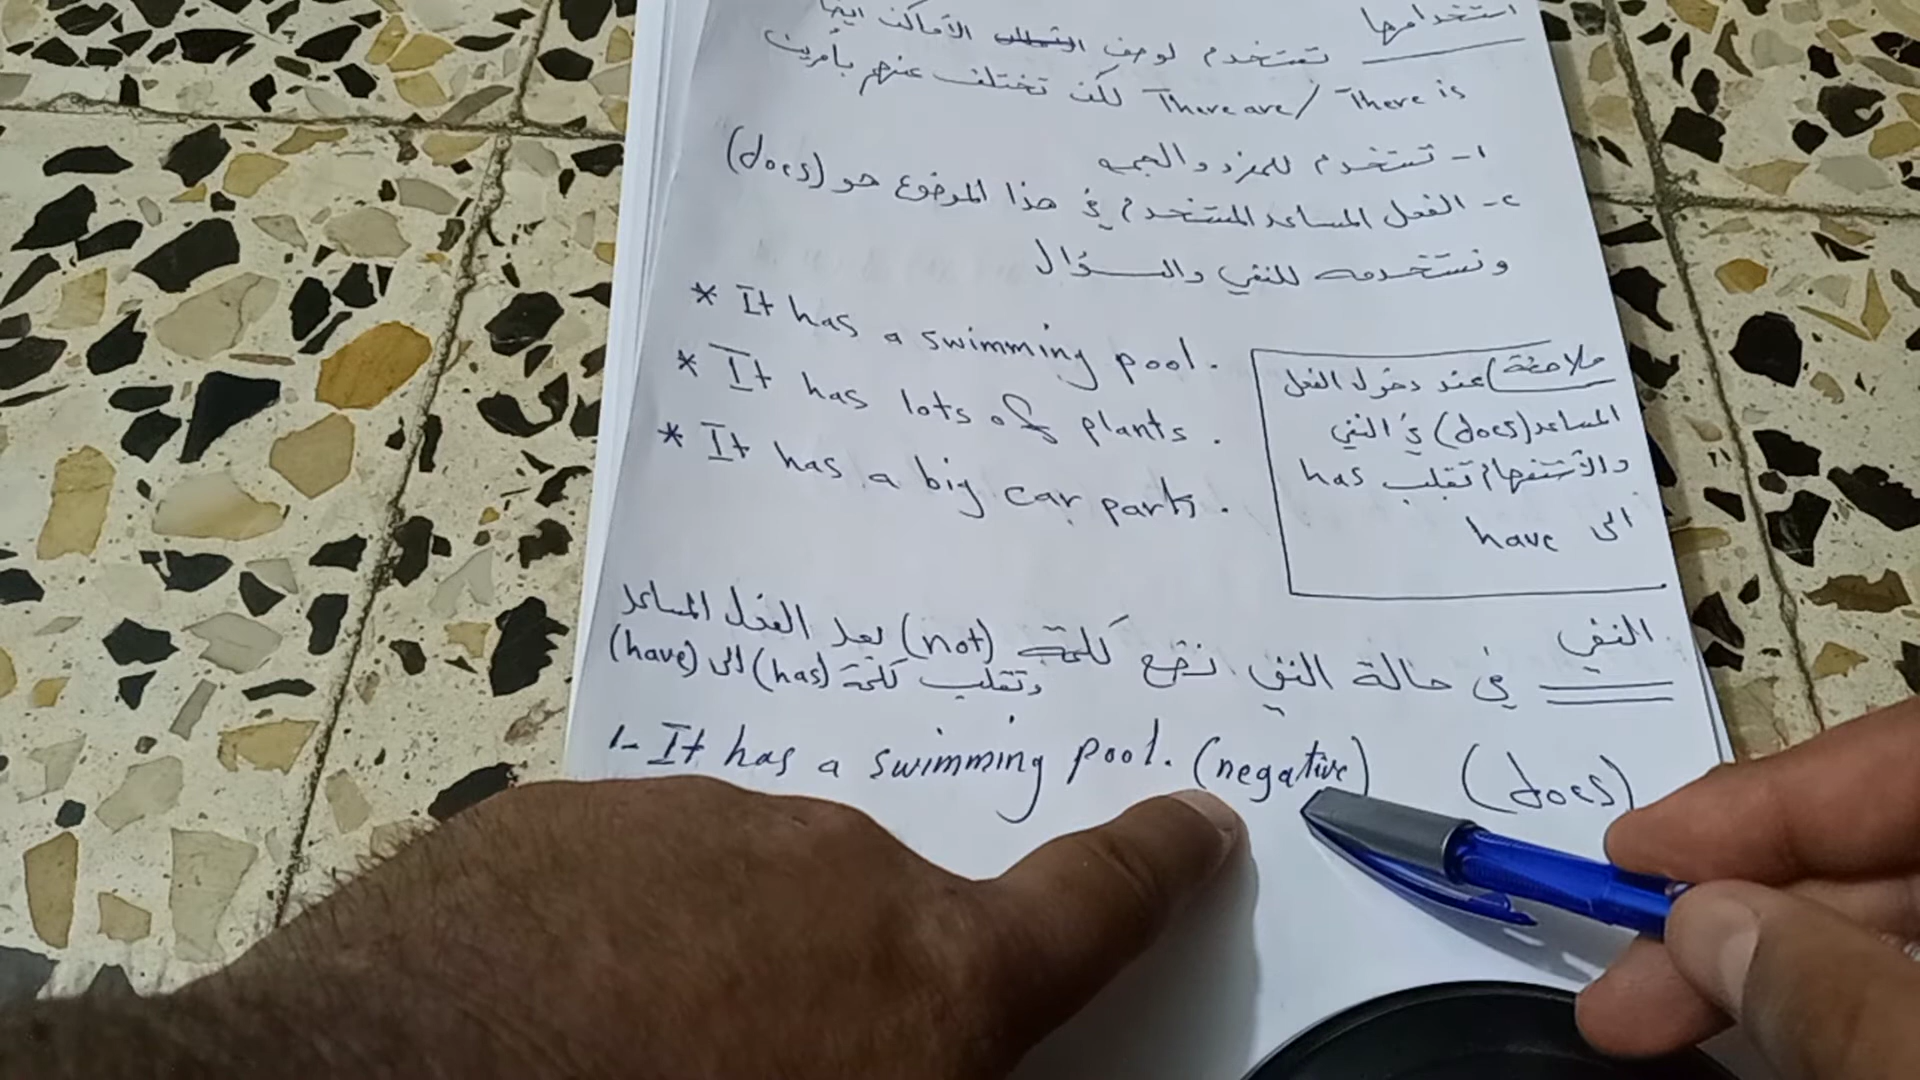 استخدامها تستخدم لوصف الأماكن ايضا
There is / There are لكن تختلف عنهم بأمرين
١- تستخدم للمفرد والجمع
٢- الفعل المساعد المستخدم في هذا الموضوع هو (does)
ونستخدمه للنفي والسؤال
* It has a swimming pool.
* It has lots of plants.
* It has a big car park.
ملاحظة) عند دخول الفعل
المساعد (does) في النفي
والأستفهام تقلب has
الى have
النفي في حالة النفي نضع كلمة (not) بعد الفعل المساعد
وتقلب كلمة (has) الى (have)
1- It has a swimming pool. (negative) (does)